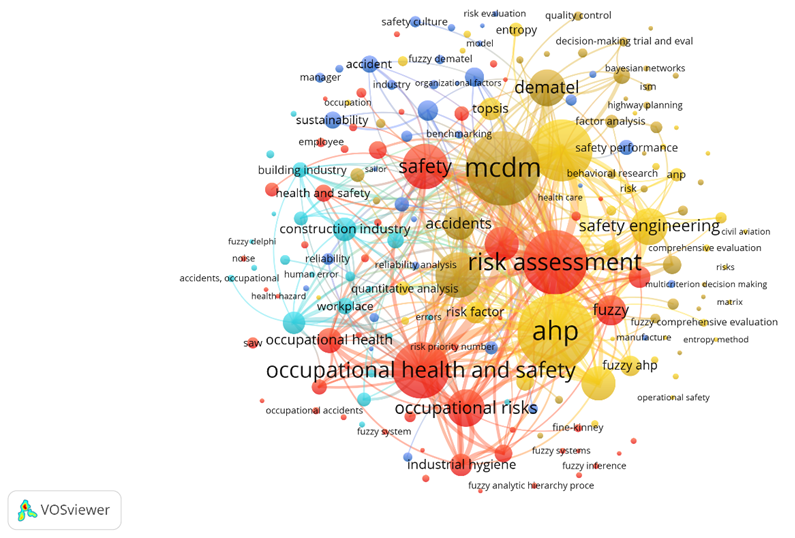 risk evaluation
quality control
safety culture
entropy
model
decision-making trial and eval
accident
fuzzy dematel
bayesian networks
manager
industry
organizational factors
dematel
ism
occupation
topsis
highway planning
sustainability
factor analysis
benchmarking
employee
safety performance
building industry
sailor
safety
mcdm
behavioral research
anp
health and safety
risk
health care
construction industry
accidents
safety engineering
civil aviation
fuzzy delphi
comprehensive evaluation
noise
reliability
reliability analysis
risk assessment
risks
accidents, occupational
human error
quantitative analysis
multicriterion decision making
health hazard
workplace
errors
risk factor
fuzzy
matrix
fuzzy comprehensive evaluation
saw
occupational health
risk priority number
ahp
manufacture
entropy method
occupational health and safety
fuzzy ahp
operational safety
occupational accidents
occupational risks
fuzzy system
fine-kinney
fuzzy systems
industrial hygiene
fuzzy inference
fuzzy analytic hierarchy proce
VOSviewer